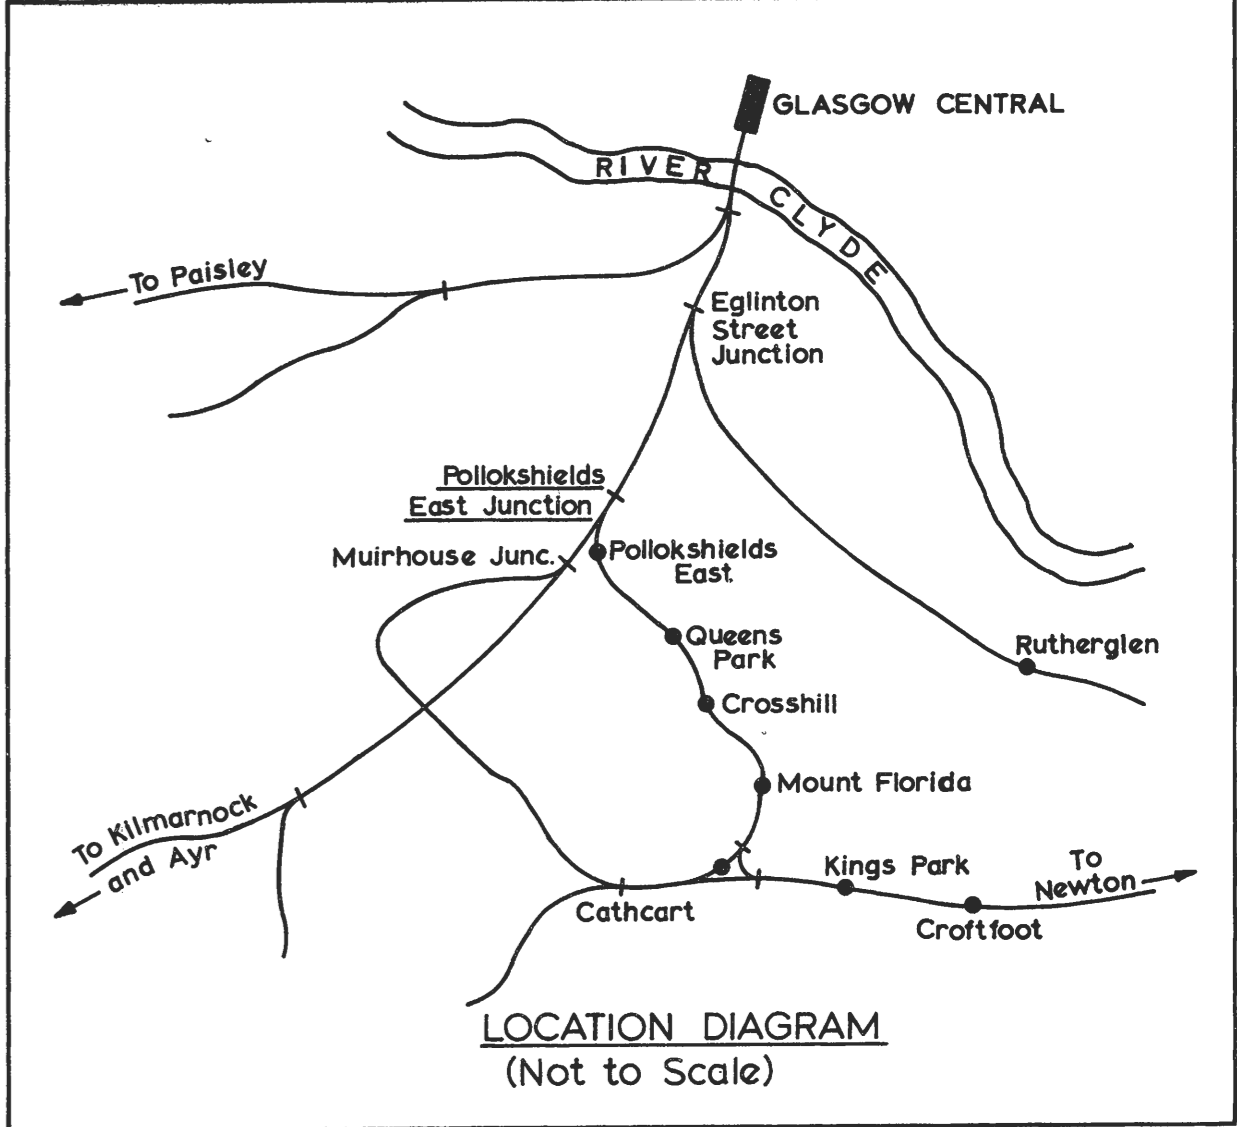 GLASGOW CENTRAL
RIVER CLYDE
To Paisley
Eglinton
Street
Junction
Pollokshields
East Junction
Muirhouse Junc.
Pollokshields
East.
Queens
Park
Rutherglen
Crosshill
Mount Florida
To Kilmarnock
and Ayr
Kings Park
To
Newton
Cathcart
Croftfoot
LOCATION DIAGRAM
(Not to Scale)